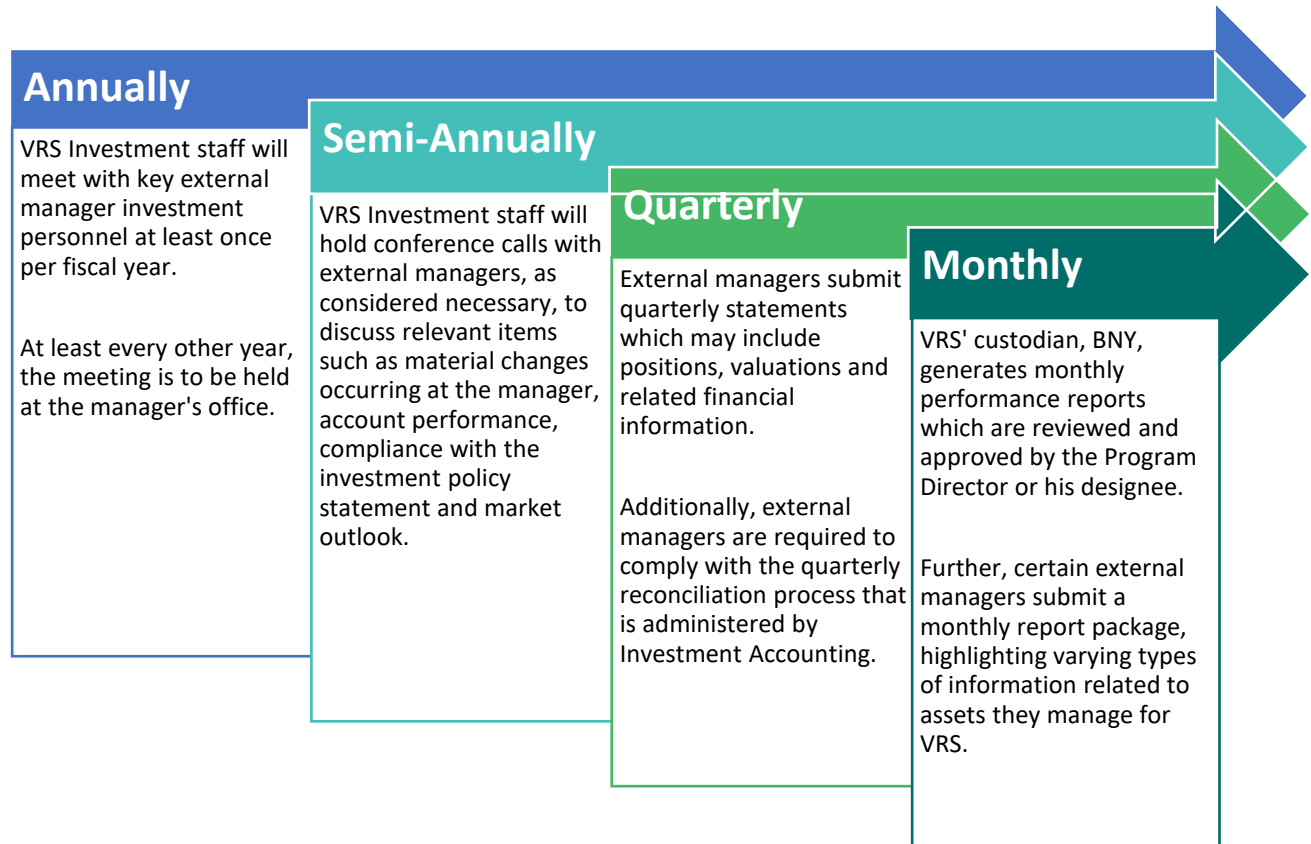 Annually
VRS Investment staff will
meet with key external
manager investment
personnel at least once
per fiscal year.
At least every other year,
the meeting is to be held
at the manager's office.
Semi-Annually
VRS Investment staff will
hold conference calls with
external managers, as
considered necessary, to
discuss relevant items
such as material changes
occurring at the manager,
account performance,
compliance with the
investment policy
statement and market
outlook.
Quarterly
External managers submit
quarterly statements
which may include
positions, valuations and
related financial
information.
Additionally, external
managers are required to
comply with the quarterly
reconciliation process that
is administered by
Investment Accounting.
Monthly
VRS' custodian, BNY,
generates monthly
performance reports
which are reviewed and
approved by the Program
Director or his designee.
Further, certain external
managers submit a
monthly report package,
highlighting varying types
of information related to
assets they manage for
VRS.